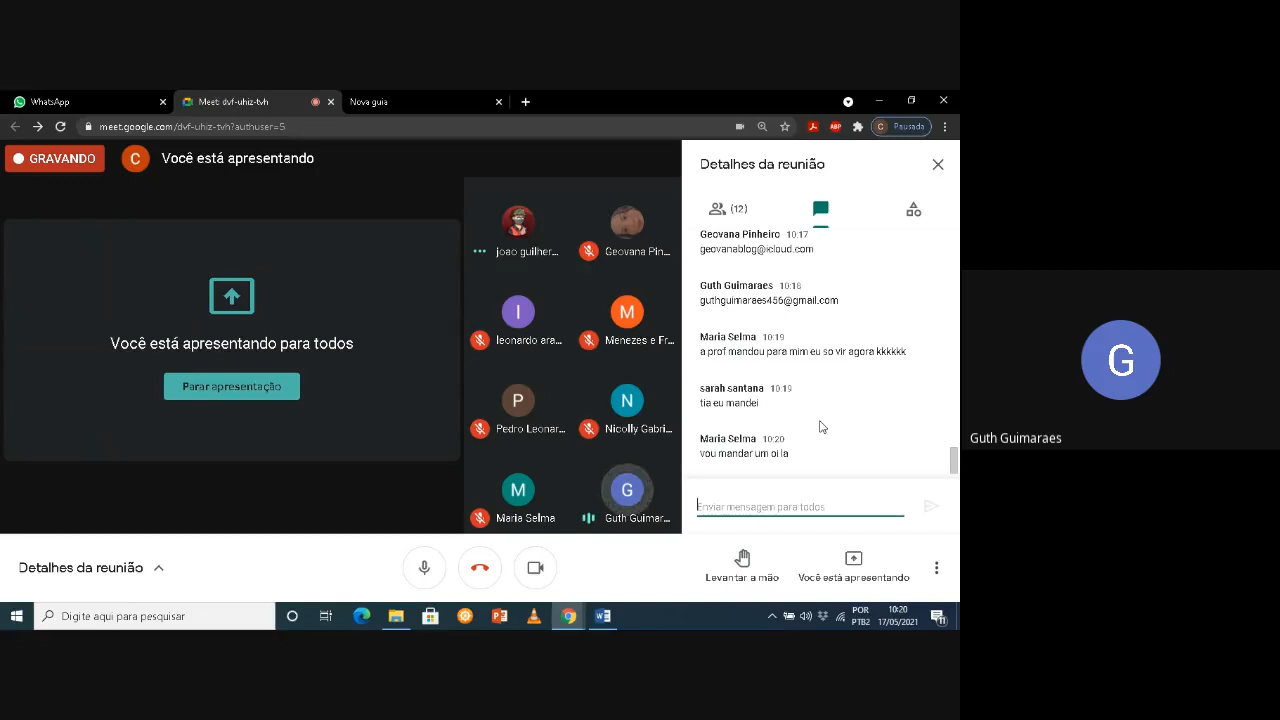 WhatsApp
Meet: dvf-uhiz-tvh
Nova guia
meet.google.com/dvf-uhiz-tvh?authuser=5
C
Pausada
GRAVANDO
C
Você está apresentando
Detalhes da reunião
(12)
Geovana Pinheiro 10:17
geovanablog@icloud.com
Guth Guimaraes 10:18
guthguimaraes456@gmail.com
Maria Selma 10:19
a prof mandou para mim eu so vir agora kkkkkk
sarah santana 10:19
tia eu mandei
Maria Selma 10:20
vou mandar um oi la
Enviar mensagem para todos
joao guilher...
Geovana Pin...
I
leonardo ara...
M
Menezes e Fr...
P
Pedro Leonar...
N
Nicolly Gabri...
M
Maria Selma
G
Guth Guimar...
Você está apresentando para todos
Parar apresentação
Detalhes da reunião
Levantar a mão
Você está apresentando
Digite aqui para pesquisar
POR
PTB2
10:20
17/05/2021
11
G
Guth Guimaraes